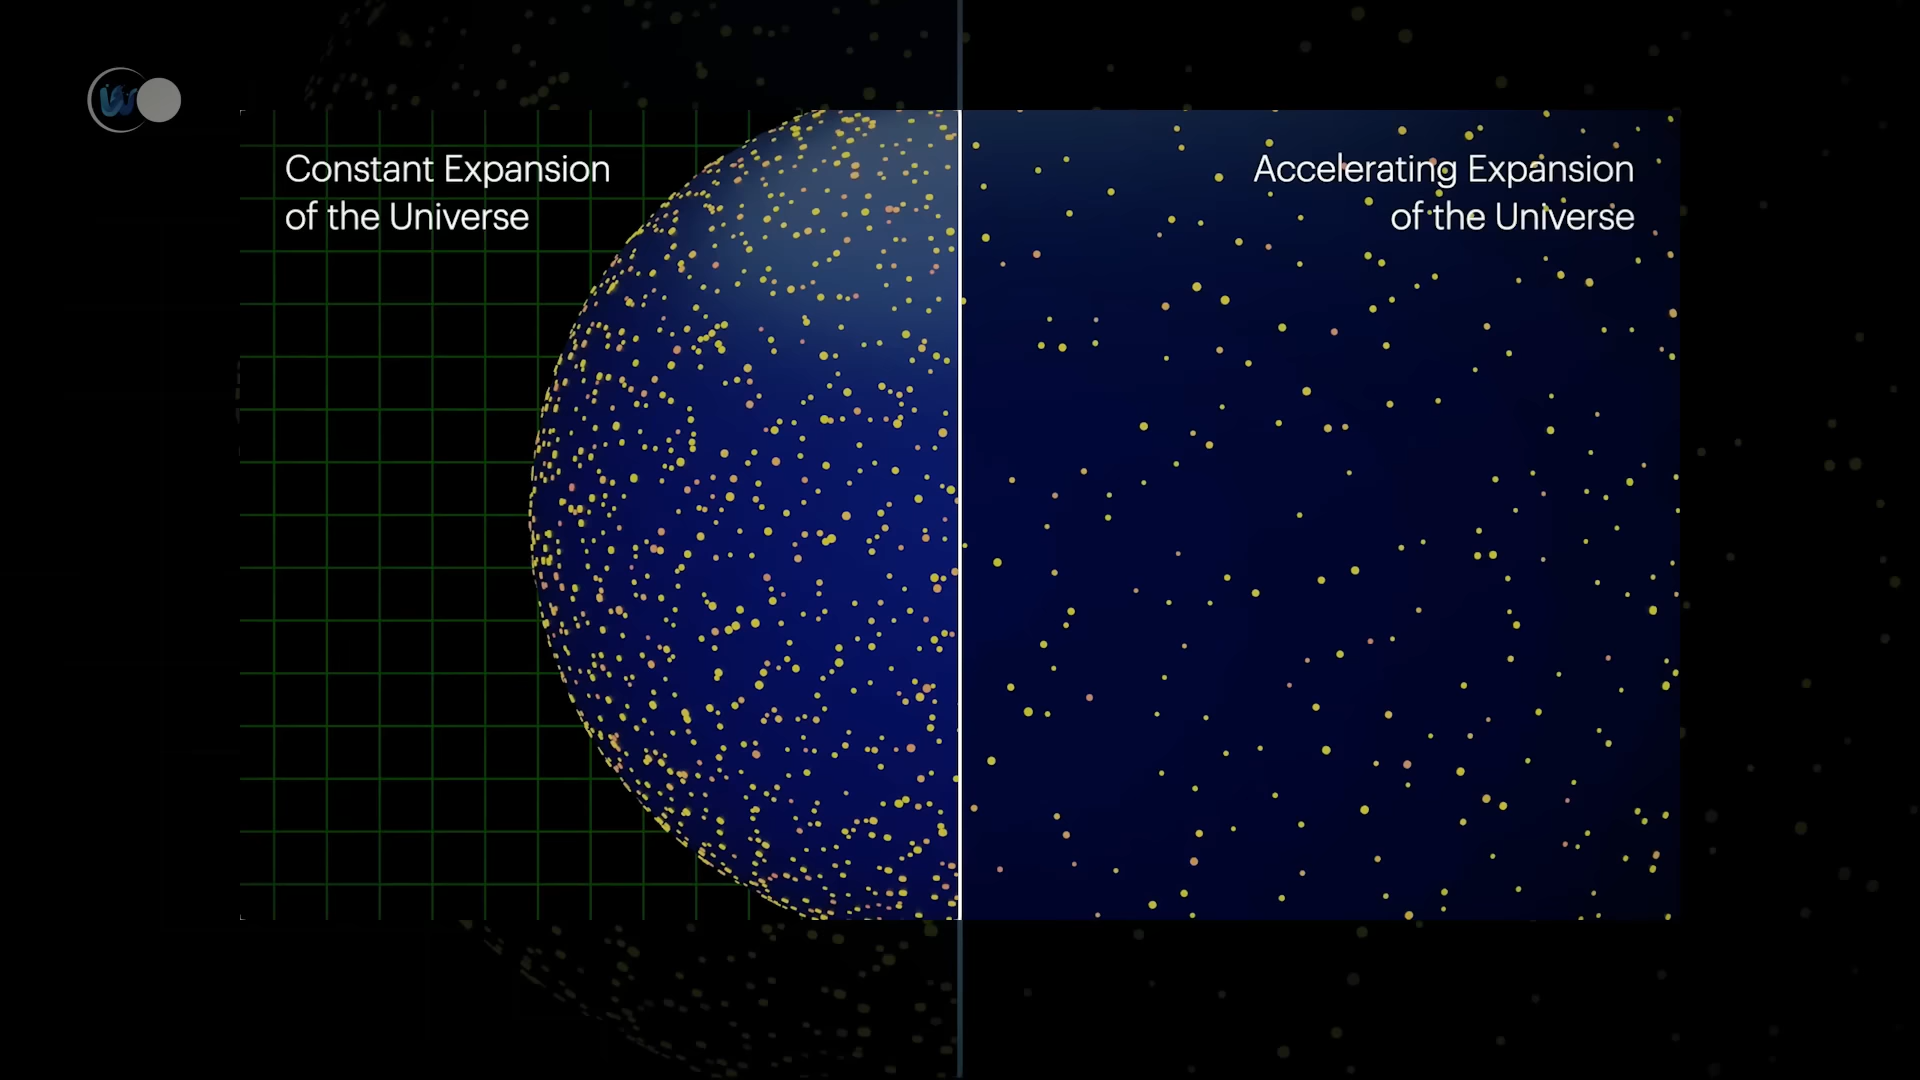 Constant Expansion
of the Universe
Accelerating Expansion
of the Universe